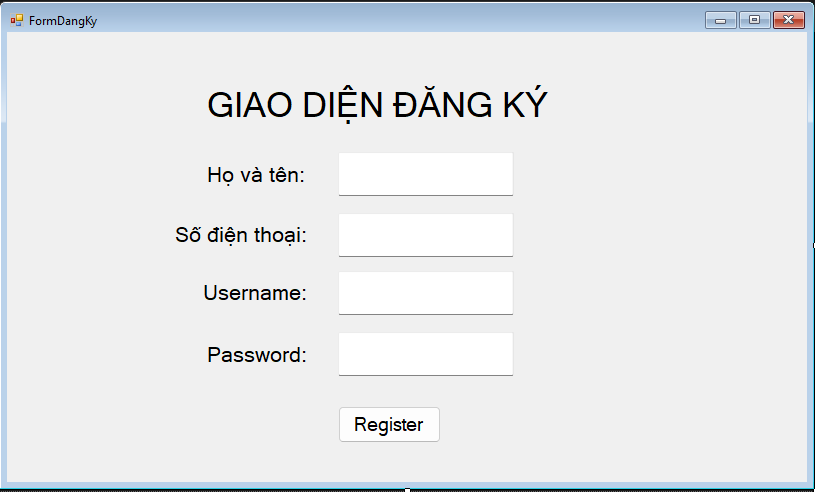 FormDangKy
GIAO DIỆN ĐĂNG KÝ
Họ và tên:
Số điện thoại:
Username:
Password:
Register